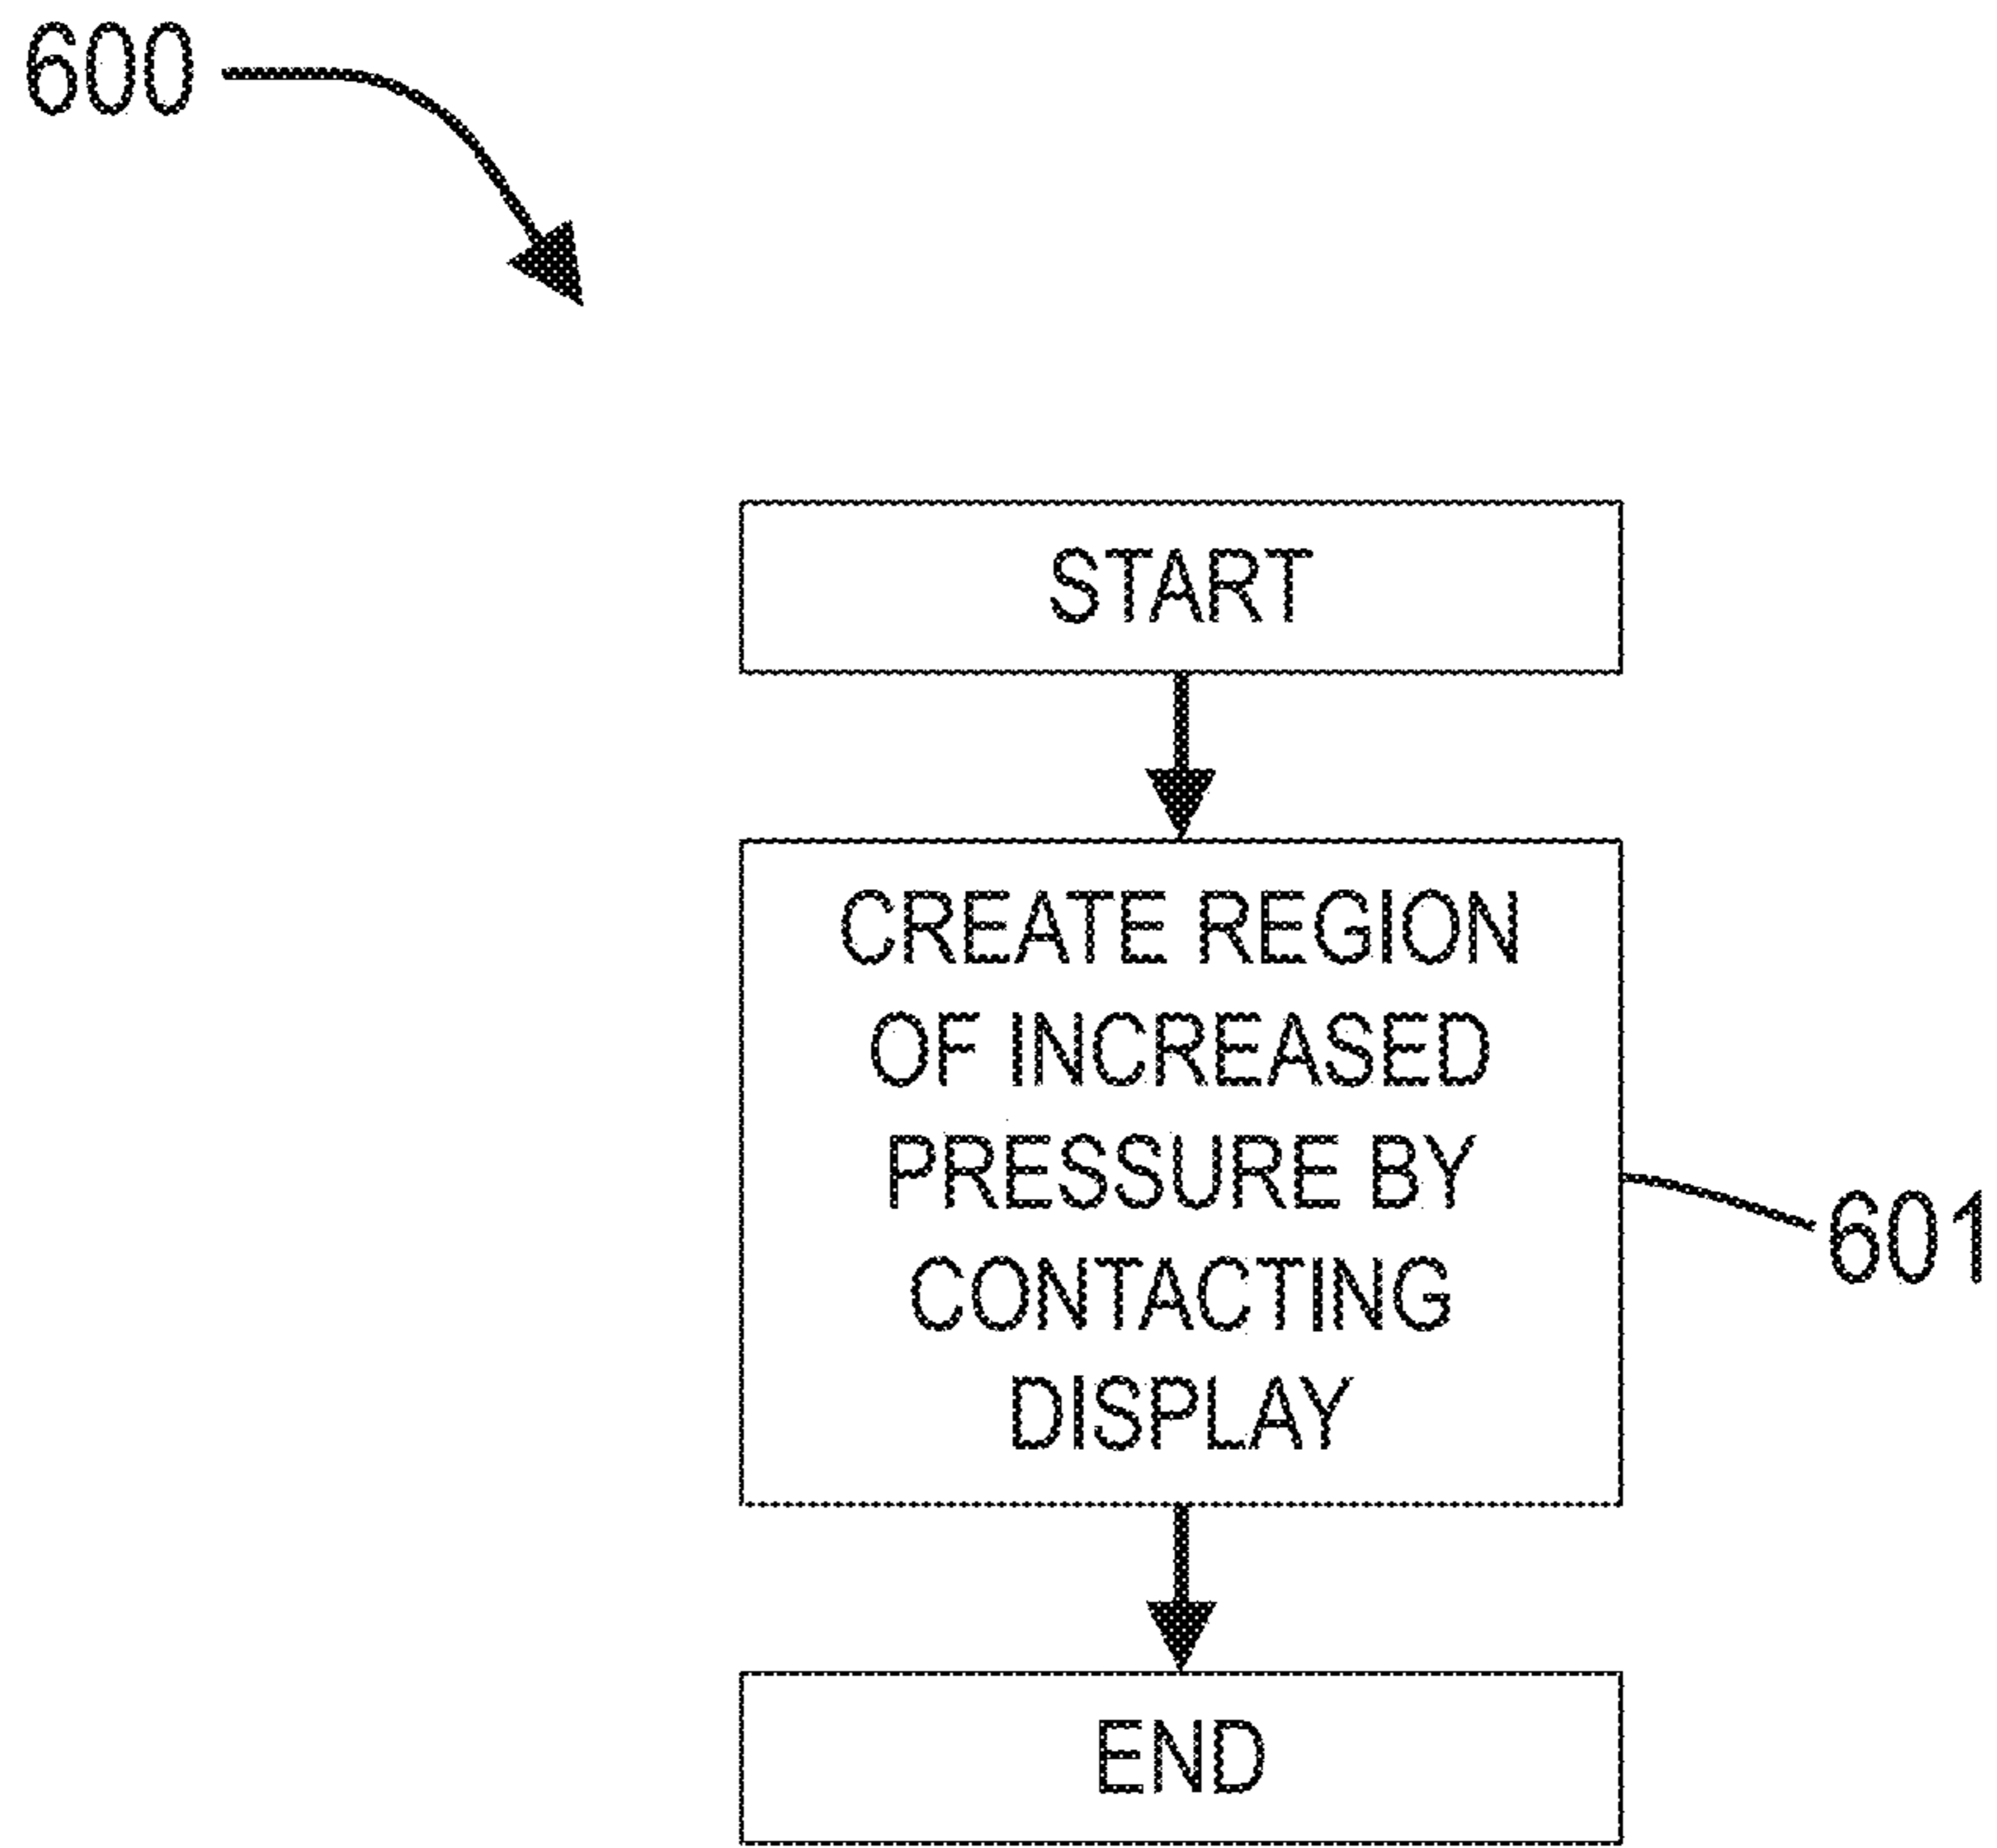 600
START
CREATE REGION
OF INCREASED
PRESSURE BY
CONTACTING
DISPLAY
601
END